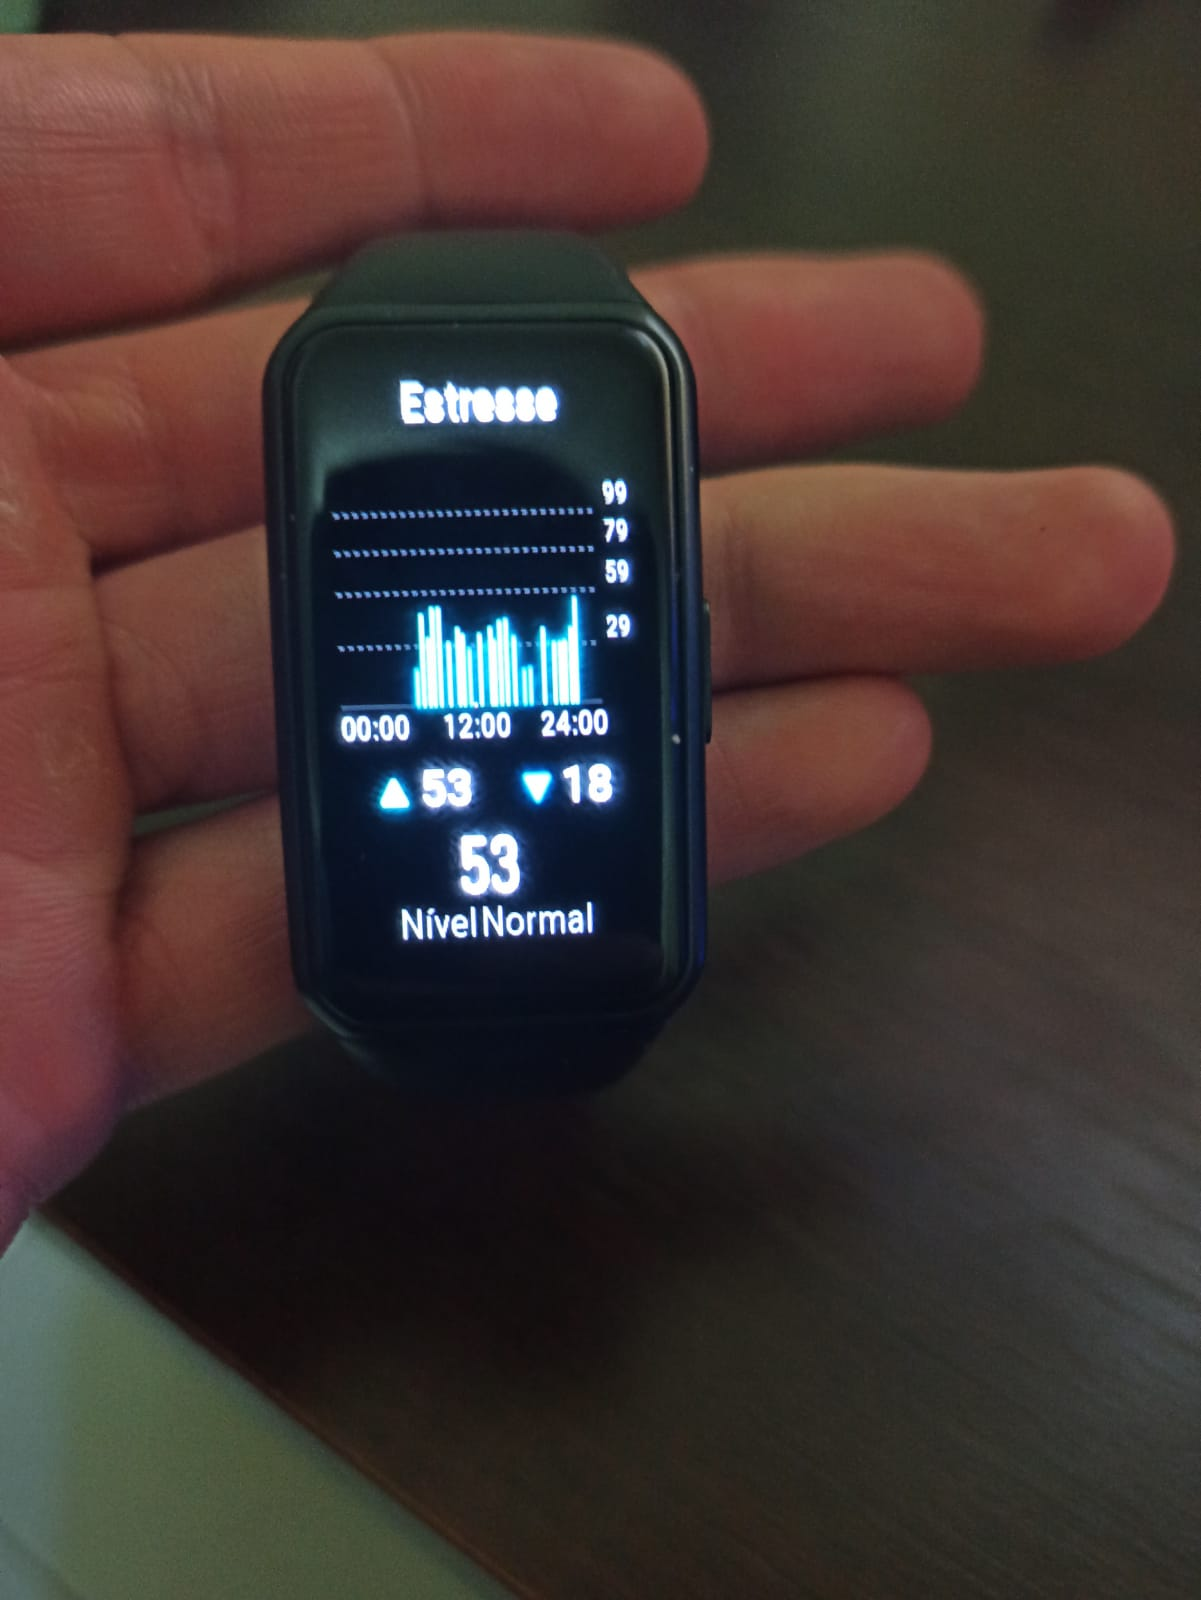 Estresse
99
79
59
29
00:00 12:00 24:00
▲ 53 ▼ 18
53
Nível Normal